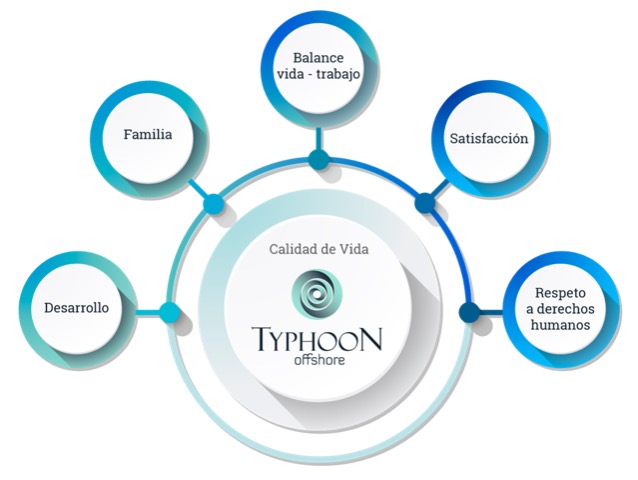 Balance
vida - trabajo
Familia
Satisfacción
Desarrollo
Respeto
a derechos
humanos
Calidad de Vida
TYPHOON
offshore